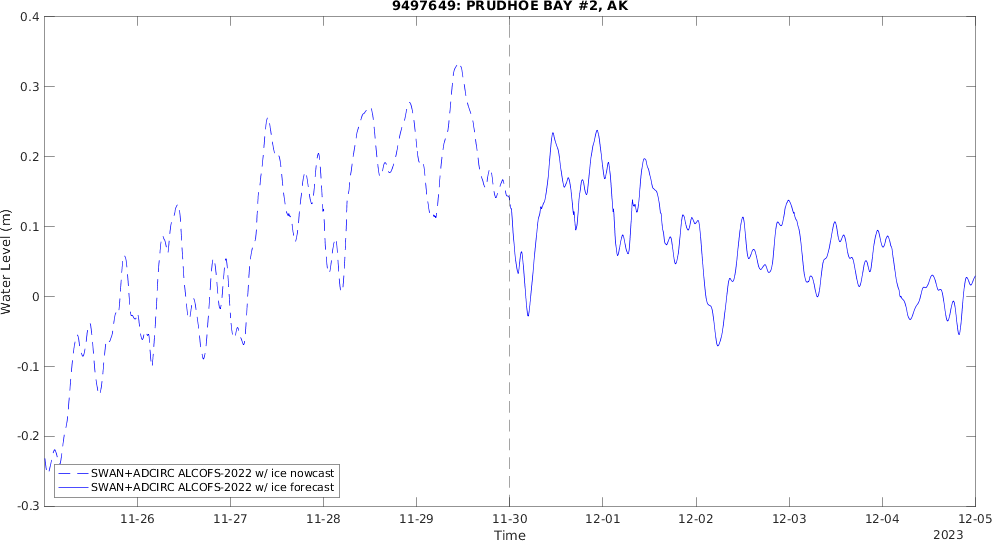 9497649: PRUDHOE BAY #2, AK
0.4
0.3
0.2
0.1
0
-0.1
-0.2
-0.3
Water Level (m)
SWAN+ADCIRC ALCOFS-2022 w/ ice nowcast
SWAN+ADCIRC ALCOFS-2022 w/ ice forecast
11-26 11-27 11-28 11-29 11-30 12-01 12-02 12-03 12-04 12-05
Time
2023